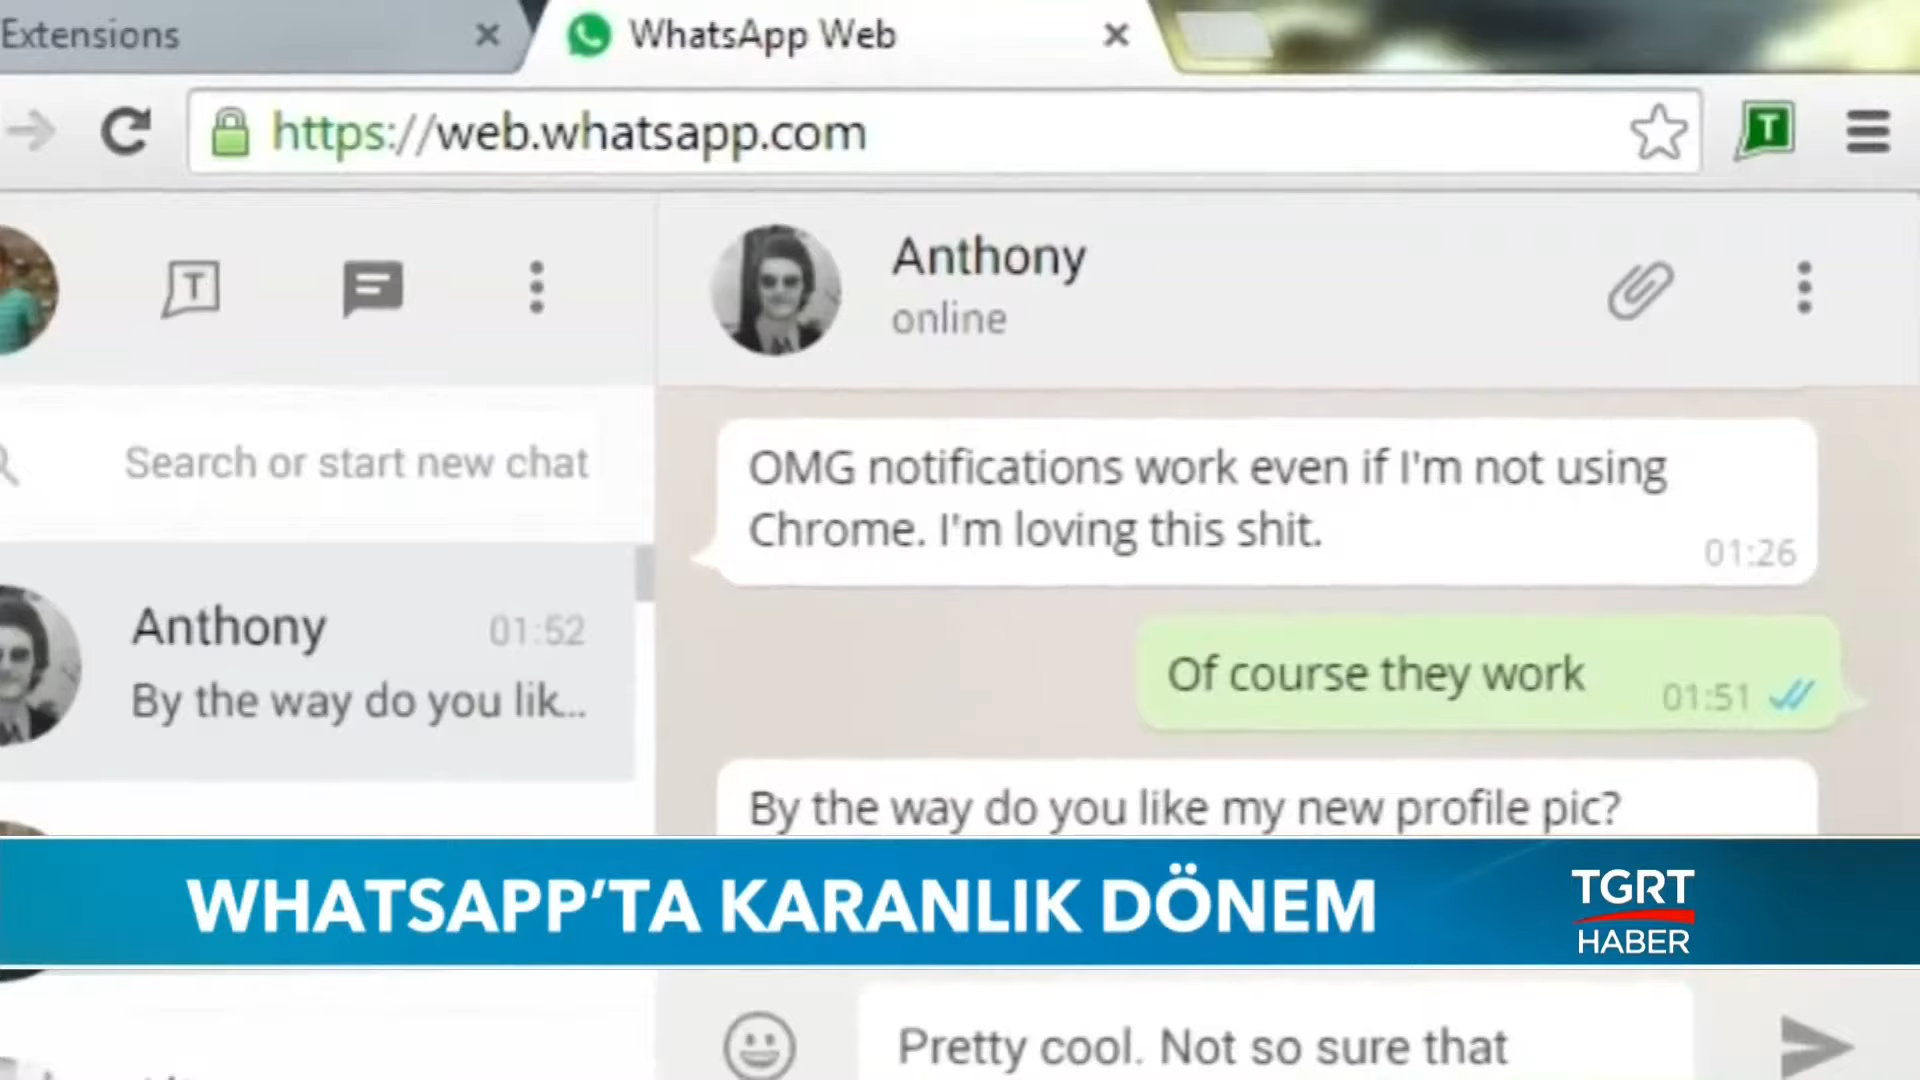 Extensions
WhatsApp Web
https://web.whatsapp.com
T
T
Anthony
online
Search or start new chat
OMG notifications work even if I'm not using
Chrome. I'm loving this shit.
01:26
Anthony
01:52
By the way do you lik...
Of course they work
01:51
By the way do you like my new profile pic?
WHATSAPP’TA KARANLIK DÖNEM
TGRT
HABER
Pretty cool. Not so sure that